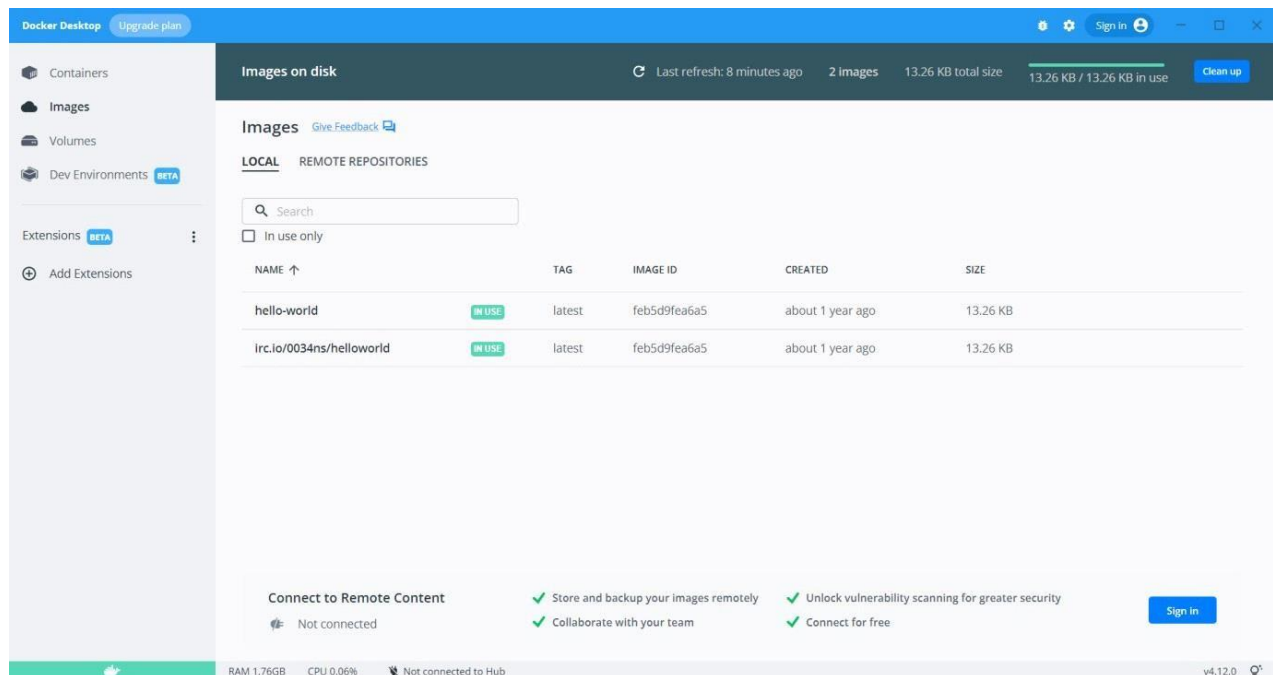 Docker Desktop Upgrade plan Sign in
Containers
Images
Volumes
Dev Environments BETA
Extensions BETA
Add Extensions
Images on disk Last refresh: 8 minutes ago 2 images 13.26 KB total size 13.26 KB / 13.26 KB in use Clean up
Images Give Feedback
LOCAL REMOTE REPOSITORIES
Search
In use only
NAME TAG IMAGE ID CREATED SIZE
hello-world IN USE latest feb5d9fea6a5 about 1 year ago 13.26 KB
irc.io/0034ns/helloworld IN USE latest feb5d9fea6a5 about 1 year ago 13.26 KB
Connect to Remote Content
Not connected
Store and backup your images remotely
Collaborate with your team
Unlock vulnerability scanning for greater security
Connect for free
Sign in
RAM 1.76GB CPU 0.06% Not connected to Hub v4.12.0